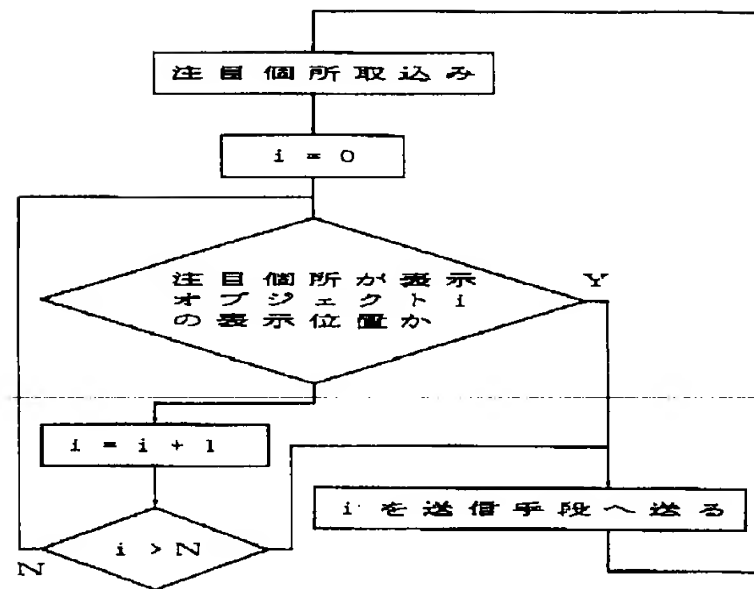 注目個所取込み
i = 0
注目個所が表示
オブジェクトi
の表示位置か
Y
i = i + 1
iを送信手段へ送る
i > N
N